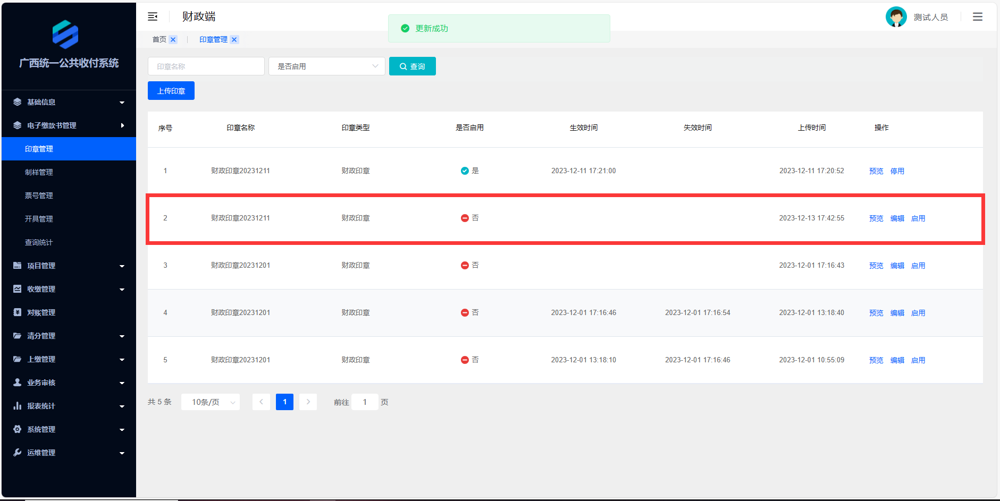 财政端
更新成功
测试人员
首页
印章管理
广西统一公共收付系统
基础信息
电子缴款书管理
印章管理
制样管理
票号管理
开具管理
查询统计
项目管理
收缴管理
对账管理
清分管理
上缴管理
业务审核
报表统计
系统管理
运维管理
印章名称 是否启用 查询
上传印章
序号 印章名称 印章类型 是否启用 生效时间 失效时间 上传时间 操作
1 财政印章20231211 财政印章 是 2023-12-11 17:21:00 2023-12-11 17:20:52 预览 停用
2 财政印章20231211 财政印章 否 2023-12-13 17:42:55 预览 编辑 启用
3 财政印章20231201 财政印章 否 2023-12-01 17:16:43 预览 编辑 启用
4 财政印章20231201 财政印章 否 2023-12-01 17:16:46 2023-12-01 17:16:54 2023-12-01 13:18:40 预览 编辑 启用
5 财政印章20231201 财政印章 否 2023-12-01 13:18:10 2023-12-01 17:16:46 2023-12-01 10:55:09 预览 编辑 启用
共 5 条 10条/页 1 前往 1 页